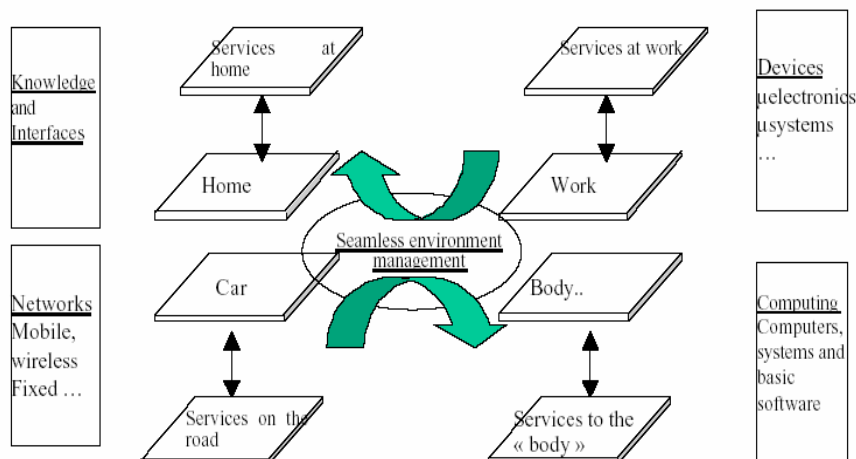 Knowledge
and
Interfaces
Services at
home
Services at work
Devices
µelectronics
µsystems
…
Home
Work
Seamless environment
management
Car
Body..
Networks
Mobile,
wireless
Fixed …
Computing
Computers,
systems and
basic
software
Services on the
road
Services to the
« body »